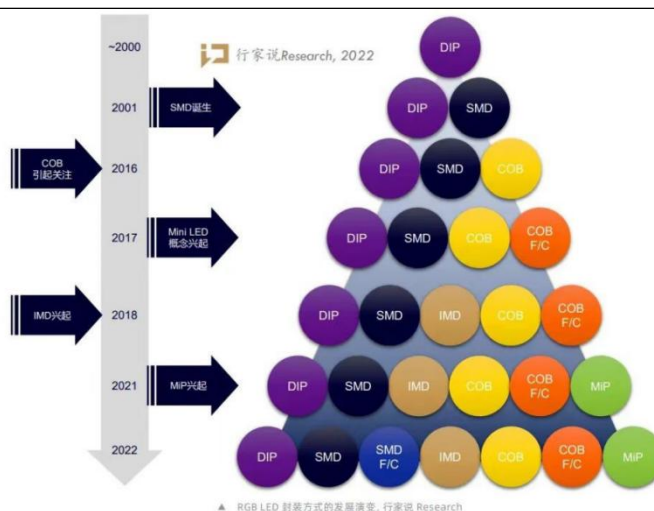 行家说Research, 2022
~2000
DIP
2001
SMD诞生
DIP
SMD
COB
引起关注
2016
DIP
SMD
COB
2017
Mini LED
概念兴起
DIP
SMD
COB
COB
F/C
IMD兴起
2018
DIP
SMD
IMD
COB
COB
F/C
2021
MiP兴起
DIP
SMD
IMD
COB
COB
F/C
MiP
2022
DIP
SMD
SMD
F/C
IMD
COB
COB
F/C
MiP
▲ RGB LED 封装方式的发展演变, 行家说 Research